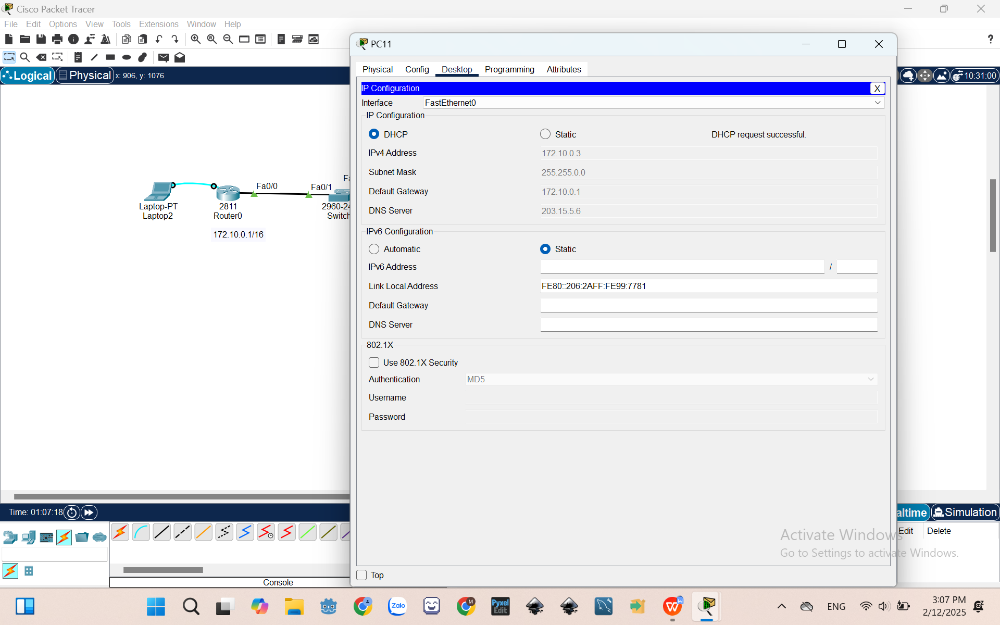 Cisco Packet Tracer
File Edit Options View Tools Extensions Window Help
PC11
Logical Physical x: 906, y: 1076
10:31:00
Physical Config Desktop Programming Attributes
IP Configuration X
Interface FastEthernet0
IP Configuration
DHCP Static DHCP request successful.
IPv4 Address 172.10.0.3
Subnet Mask 255.255.0.0
Default Gateway 172.10.0.1
DNS Server 203.15.5.6
IPv6 Configuration
Automatic Static
IPv6 Address /
Link Local Address FE80::206:2AFF:FE99:7781
Default Gateway
DNS Server
802.1X
Use 802.1X Security
Authentication MD5
Username
Password
Top
Fa0/0 Fa0/1 Fa
Laptop-PT
Laptop2
2811
Router0
2960-24
Switch
172.10.0.1/16
Time: 01:07:18
altime Simulation
Edit Delete
Activate Windows
Go to Settings to activate Windows.
Console
Zalo
M
Pyxel
Edit
W
ENG
3:07 PM
2/12/2025